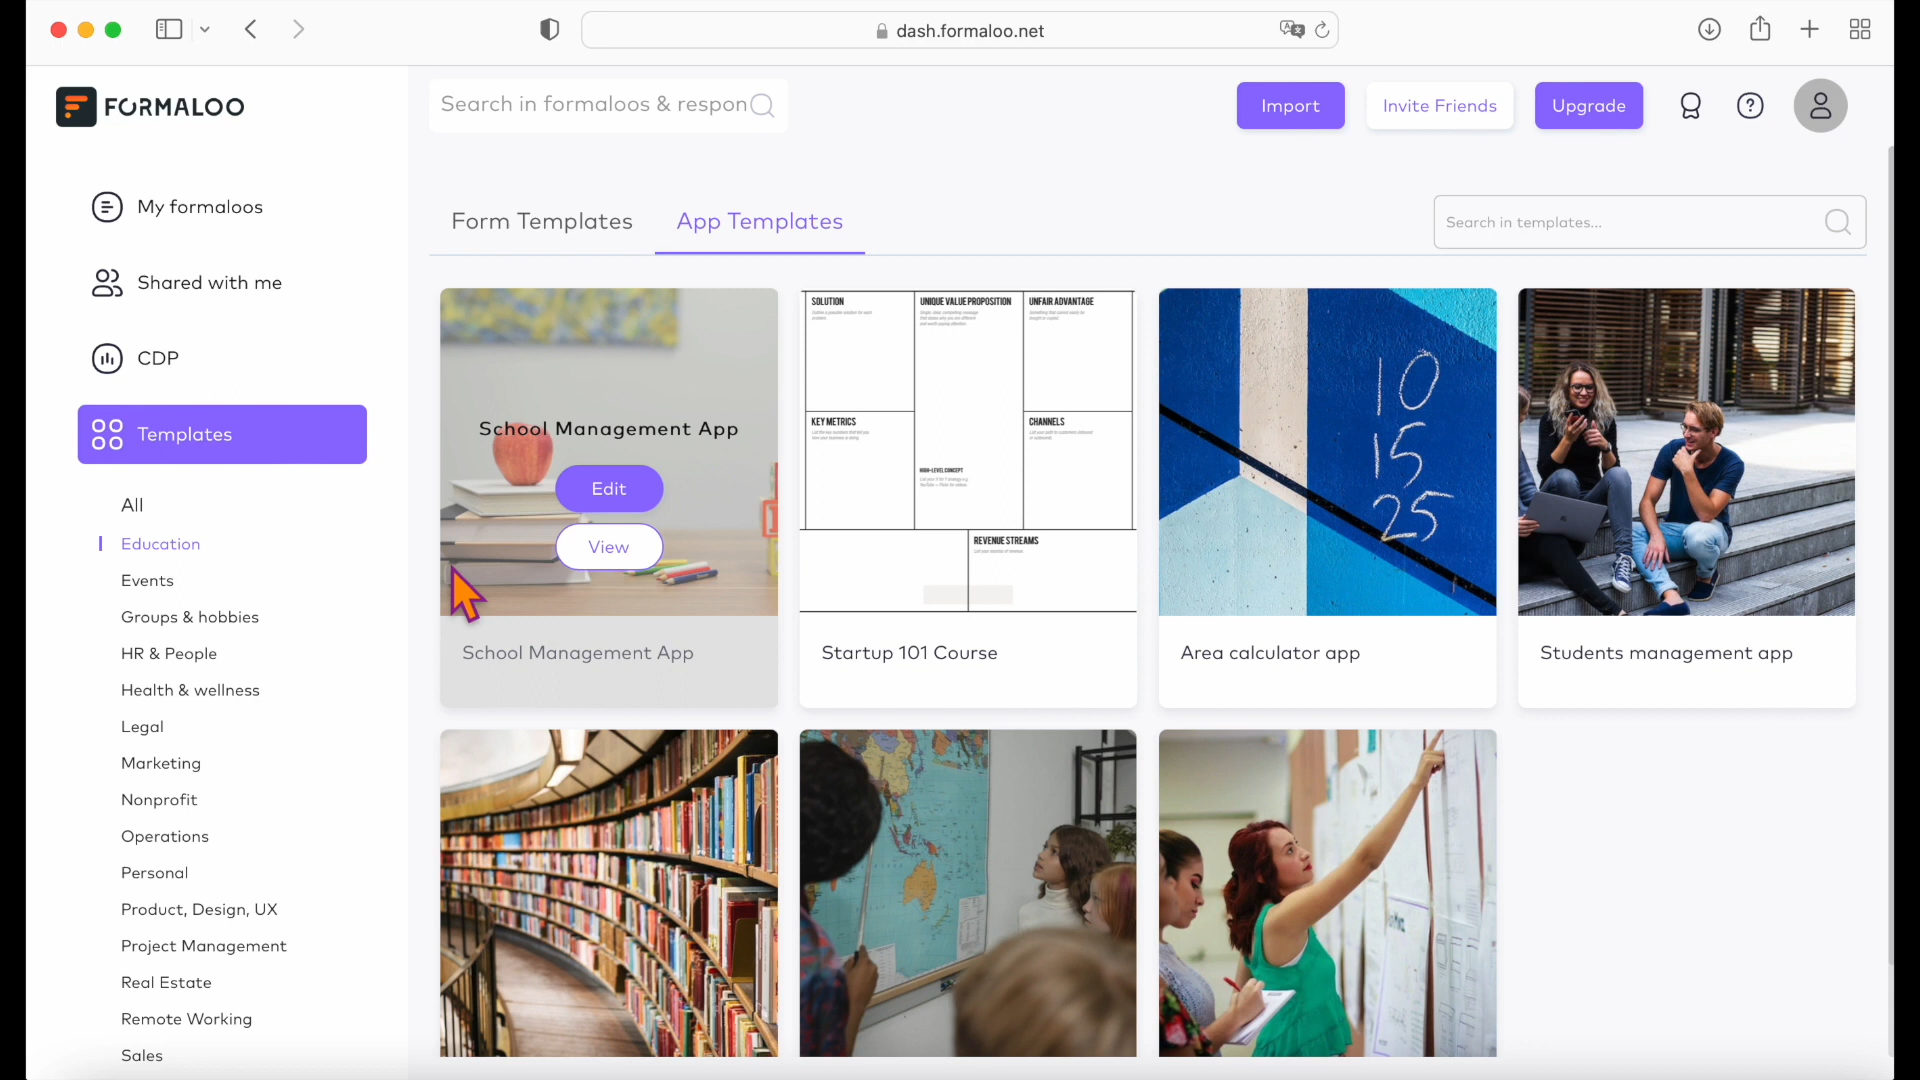 dash.formaloo.net
FORMALOO
Search in formaloos & respon
Import
Invite Friends
Upgrade
My formaloos
Shared with me
CDP
Templates
All
Education
Events
Groups & hobbies
HR & People
Health & wellness
Legal
Marketing
Nonprofit
Operations
Personal
Product, Design, UX
Project Management
Real Estate
Remote Working
Sales
Form Templates
App Templates
Search in templates...
School Management App
Edit
View
School Management App
SOLUTION
UNIQUE VALUE PROPOSITION
UNFAIR ADVANTAGE
KEY METRICS
CHANNELS
HIGH-LEVEL CONCEPT
REVENUE STREAMS
Startup 101 Course
10
15
25
Area calculator app
Students management app